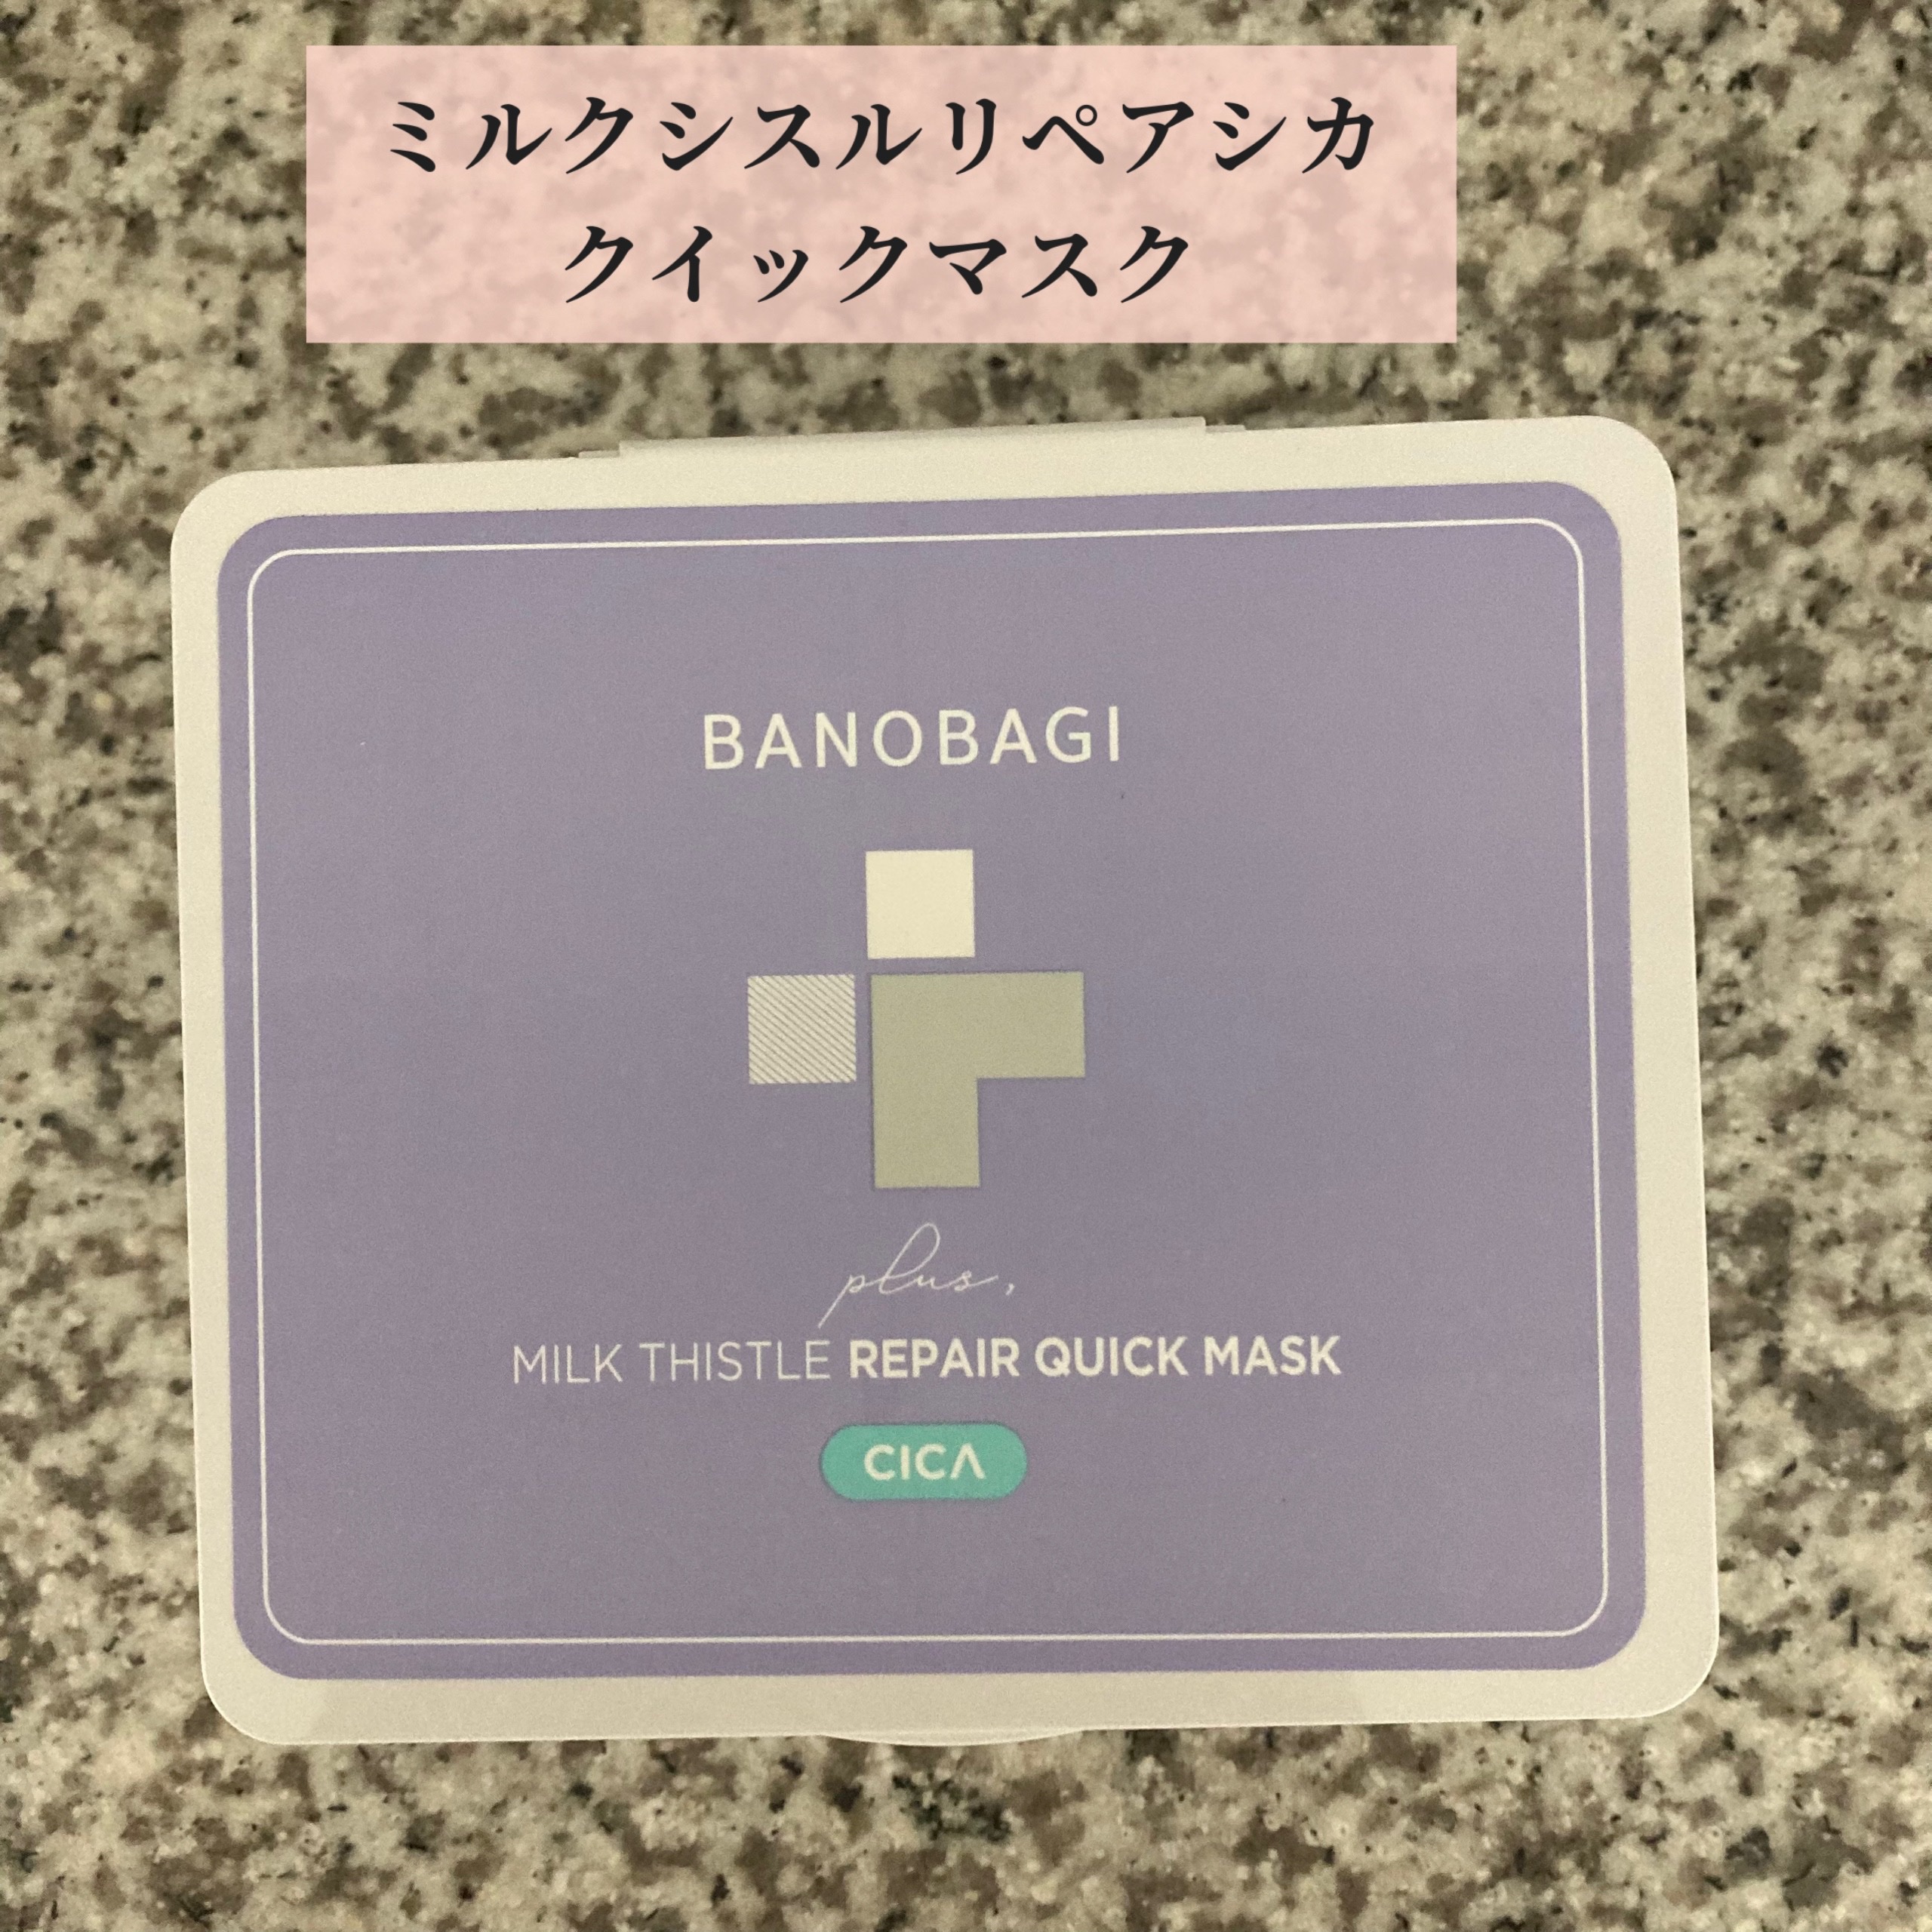 ミルクシスルリペアシカ
クイックマスク
BANOBAGI
plus,
MILK THISTLE REPAIR QUICK MASK
CICA